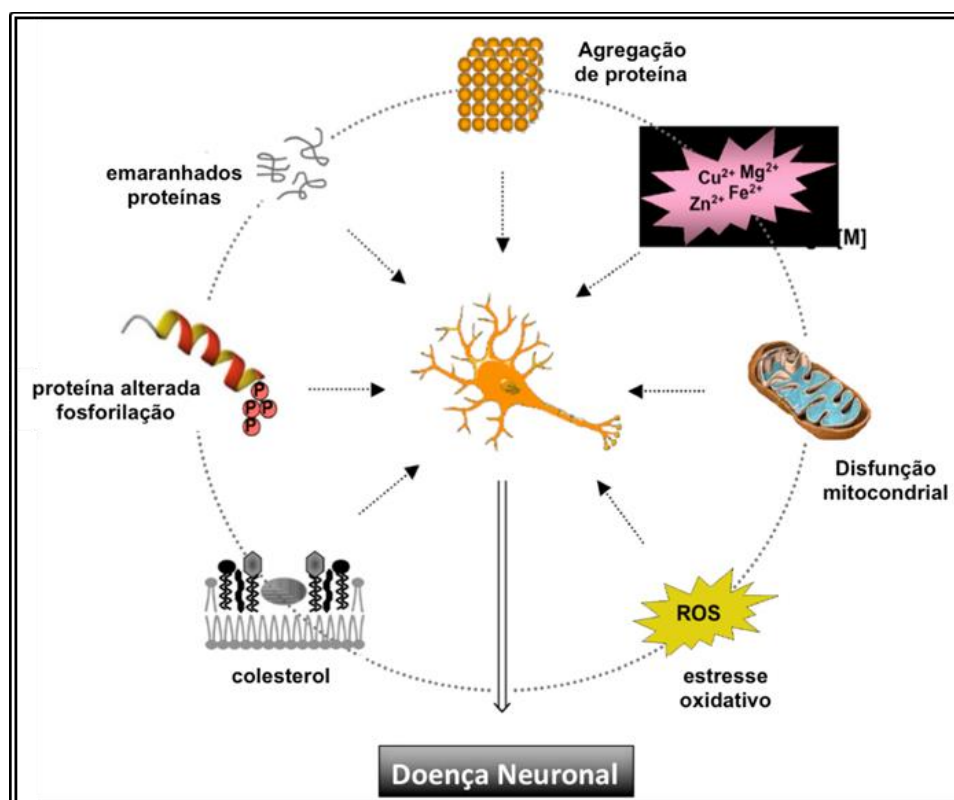 Agregação
de proteína
emaranhados
proteínas
Cu²⁺ Mg²⁺
Zn²⁺ Fe²⁺
[M]
proteína alterada
fosforilação
P
P
P
P
Disfunção
mitocondrial
colesterol
ROS
estresse
oxidativo
Doença Neuronal